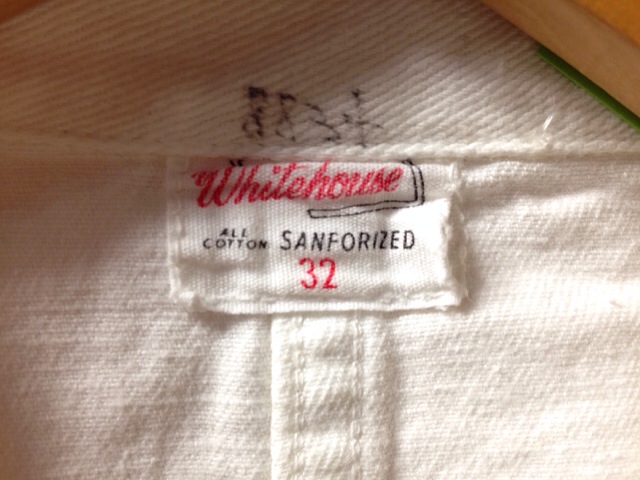 "Whitehouse"
ALL COTTON SANFORIZED
32